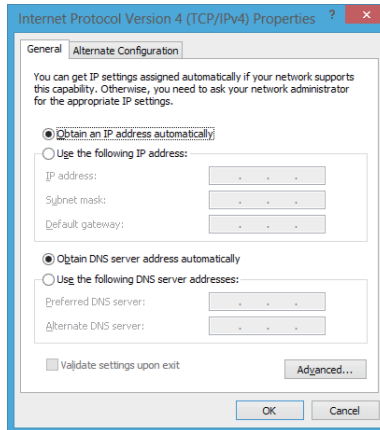 Internet Protocol Version 4 (TCP/IPv4) Properties
General
Alternate Configuration
You can get IP settings assigned automatically if your network supports
this capability. Otherwise, you need to ask your network administrator
for the appropriate IP settings.
Obtain an IP address automatically
Use the following IP address:
IP address:
Subnet mask:
Default gateway:
Obtain DNS server address automatically
Use the following DNS server addresses:
Preferred DNS server:
Alternate DNS server:
Validate settings upon exit
Advanced...
OK
Cancel